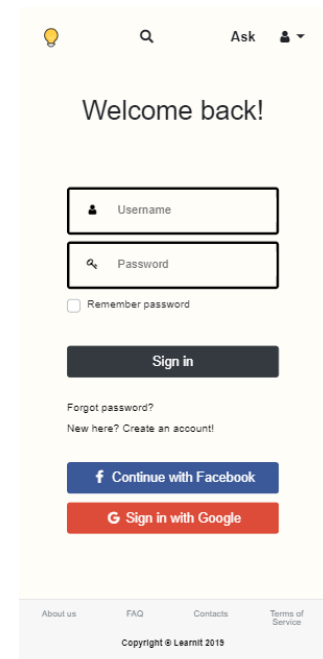 Ask
Welcome back!
Username
Password
Remember password
Sign in
Forgot password?
New here? Create an account!
Continue with Facebook
Sign in with Google
About us FAQ Contacts Terms of Service
Copyright © LearnIt 2019